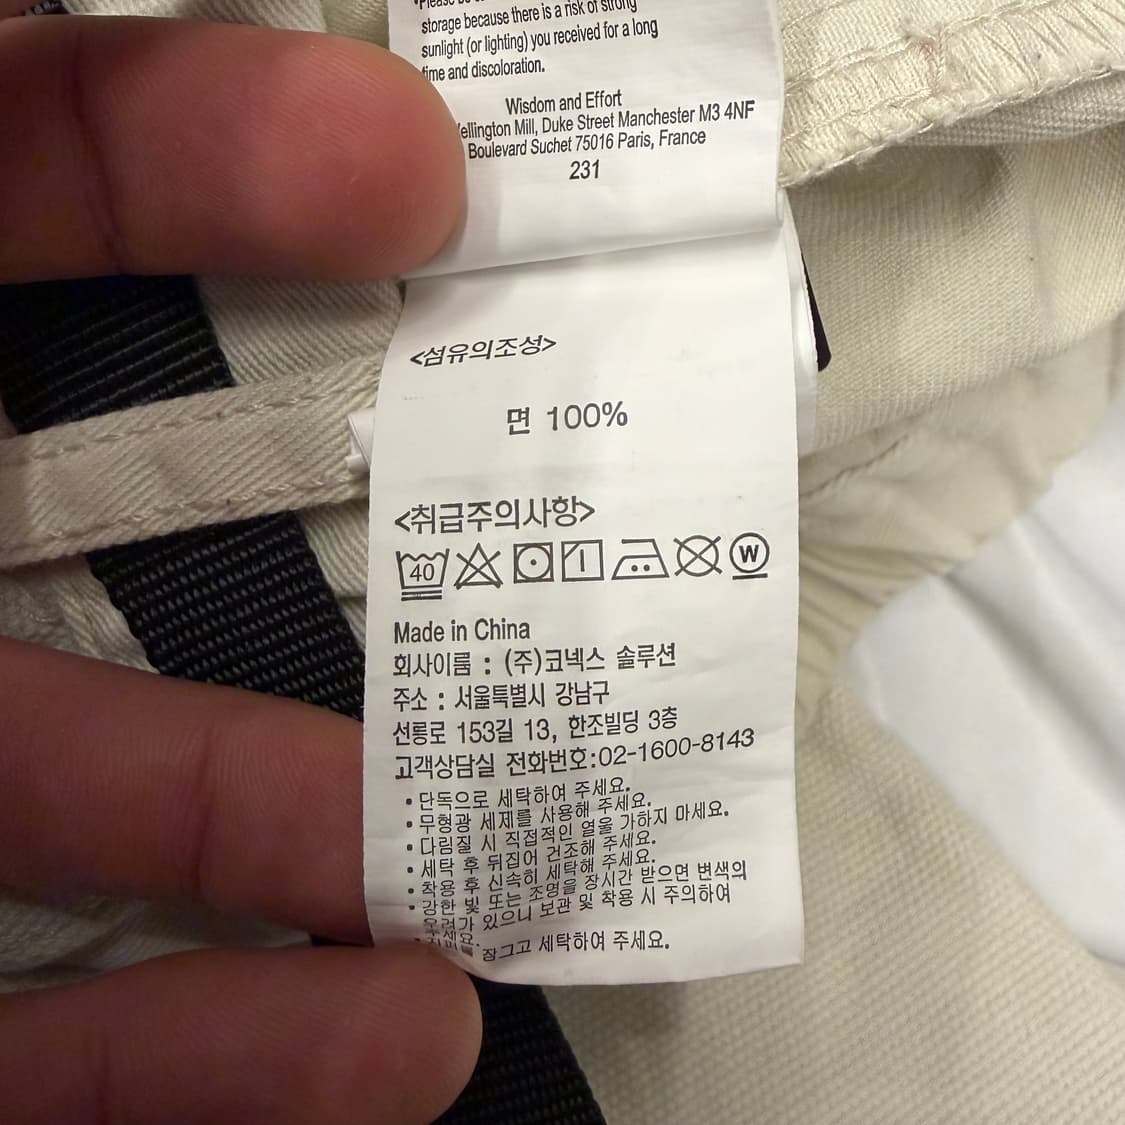 storage because there is a risk of strong
sunlight (or lighting) you received for a long
time and discoloration.
Wisdom and Effort
ellington Mill, Duke Street Manchester M3 4NF
Boulevard Suchet 75016 Paris, France
231
<섬유의조성>
면 100%
<취급주의사항>
40 W
Made in China
회사이름 : (주)코넥스 솔루션
주소 : 서울특별시 강남구
선릉로 153길 13, 한조빌딩 3층
고객상담실 전화번호:02-1600-8143
• 단독으로 세탁하여 주세요.
• 무형광 세제를 사용해 주세요.
• 다림질 시 직접적인 열을 가하지 마세요.
• 세탁 후 뒤집어 건조해 주세요.
• 착용 후 신속히 세탁해 주세요.
• 강한 빛 또는 조명을 장시간 받으면 변색의
우려가 있으니 보관 및 착용 시 주의하여
주세요.
잠그고 세탁하여 주세요.